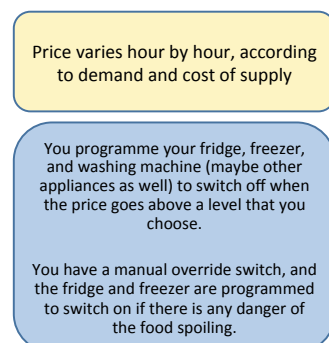 Price varies hour by hour, according
to demand and cost of supply
You programme your fridge, freezer,
and washing machine (maybe other
appliances as well) to switch off when
the price goes above a level that you
choose.
You have a manual override switch, and
the fridge and freezer are programmed
to switch on if there is any danger of
the food spoiling.